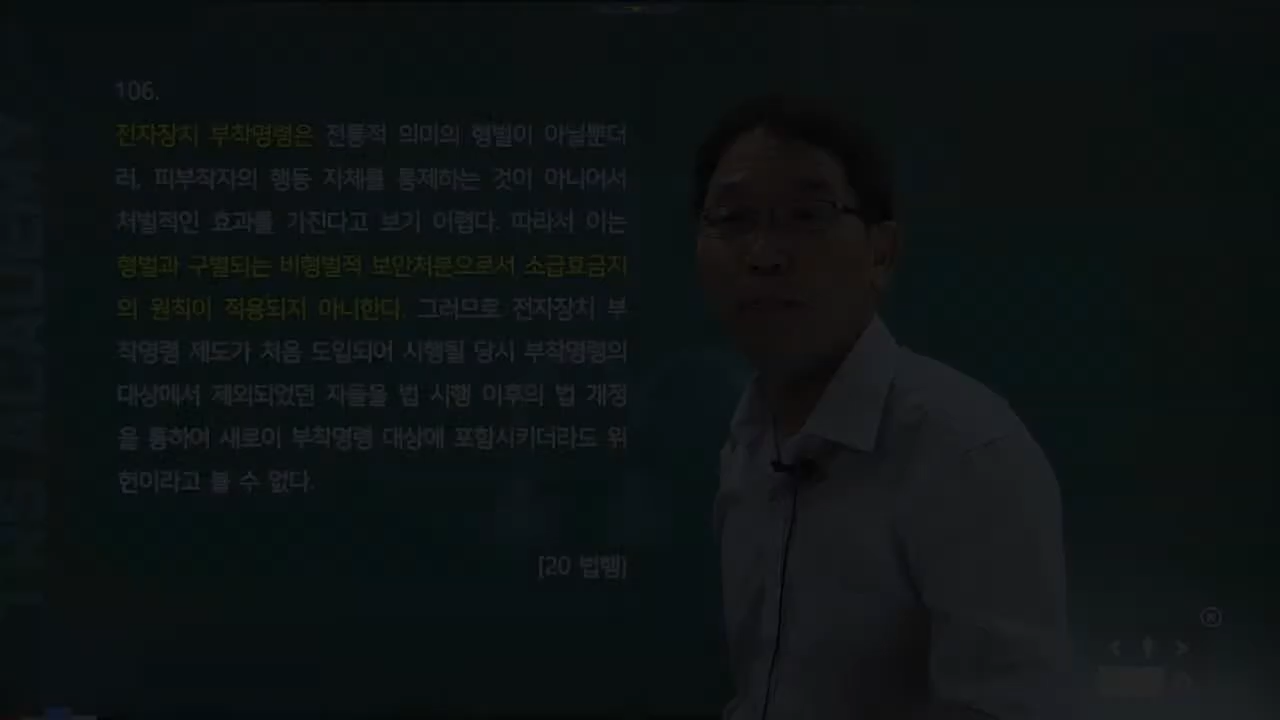 106.
전자장치 부착명령은 전통적 의미의 형벌이 아닐뿐더
러, 피부착자의 행동 자체를 통제하는 것이 아니어서
처벌적인 효과를 가진다고 보기 어렵다. 따라서 이는
형벌과 구별되는 비형벌적 보안처분으로서 소급효금지
의 원칙이 적용되지 아니한다. 그러므로 전자장치 부
착명령 제도가 처음 도입되어 시행될 당시 부착명령의
대상에서 제외되었던 자들을 법 시행 이후의 법 개정
을 통하여 새로이 부착명령 대상에 포함시키더라도 위
헌이라고 볼 수 없다.
[20 법행]